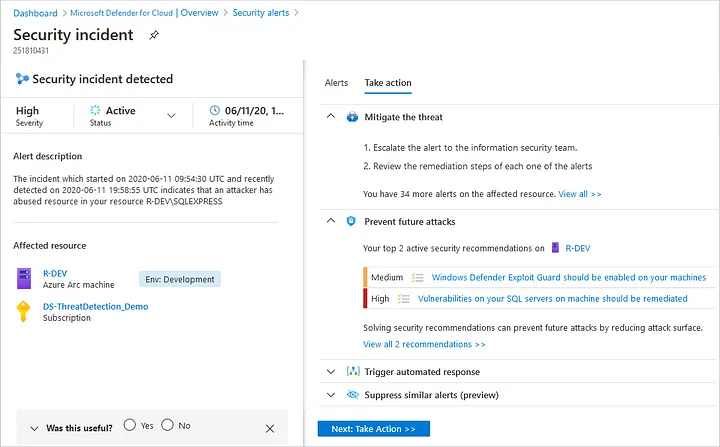 Dashboard > Microsoft Defender for Cloud | Overview > Security alerts >
Security incident
251810431
Security incident detected
High
Severity
Active
Status
06/11/20, 1...
Activity time
Alert description
The incident which started on 2020-06-11 09:54:30 UTC and recently
detected on 2020-06-11 19:58:55 UTC indicates that an attacker has
abused resource in your resource R-DEV\SQLEXPRESS
Affected resource
R-DEV
Azure Arc machine
Env: Development
DS-ThreatDetection_Demo
Subscription
Was this useful?
Yes
No
Alerts
Take action
Mitigate the threat
1. Escalate the alert to the information security team.
2. Review the remediation steps of each one of the alerts
You have 34 more alerts on the affected resource. View all >>
Prevent future attacks
Your top 2 active security recommendations on R-DEV
Medium Windows Defender Exploit Guard should be enabled on your machines
High Vulnerabilities on your SQL servers on machine should be remediated
Solving security recommendations can prevent future attacks by reducing attack surface.
View all 2 recommendations >>
Trigger automated response
Suppress similar alerts (preview)
Next: Take Action >>